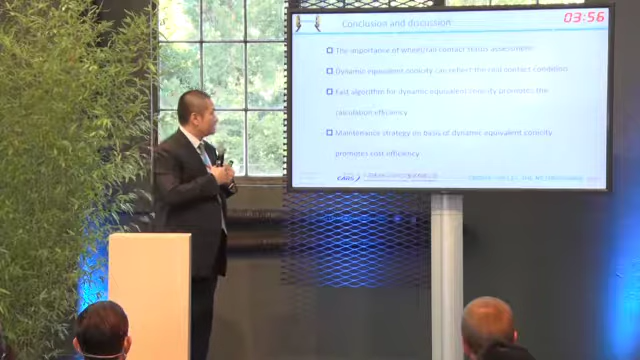 Conclusion and discussion
03:56
The importance of wheel/rail contact status assessment
Dynamic equivalent conicity can reflect the real contact condition
Fast algorithm for dynamic equivalent conicity promotes the
calculation efficiency
Maintenance strategy on basis of dynamic equivalent conicity
promotes cost efficiency
CARS